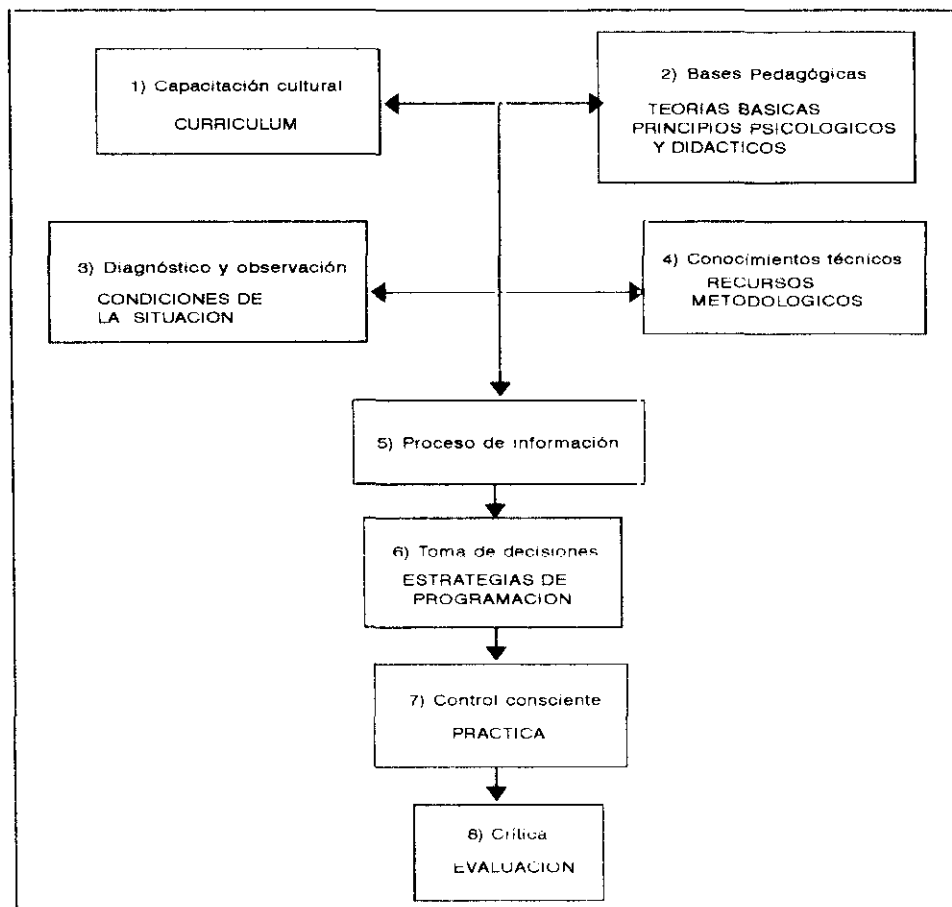 1) Capacitación cultural
CURRICULUM
2) Bases Pedagógicas
TEORIAS BASICAS
PRINCIPIOS PSICOLOGICOS
Y DIDACTICOS
3) Diagnóstico y observación
CONDICIONES DE
LA SITUACION
4) Conocimientos técnicos
RECURSOS
METODOLOGICOS
5) Proceso de información
6) Toma de decisiones
ESTRATEGIAS DE
PROGRAMACION
7) Control consciente
PRACTICA
8) Crítica
EVALUACION